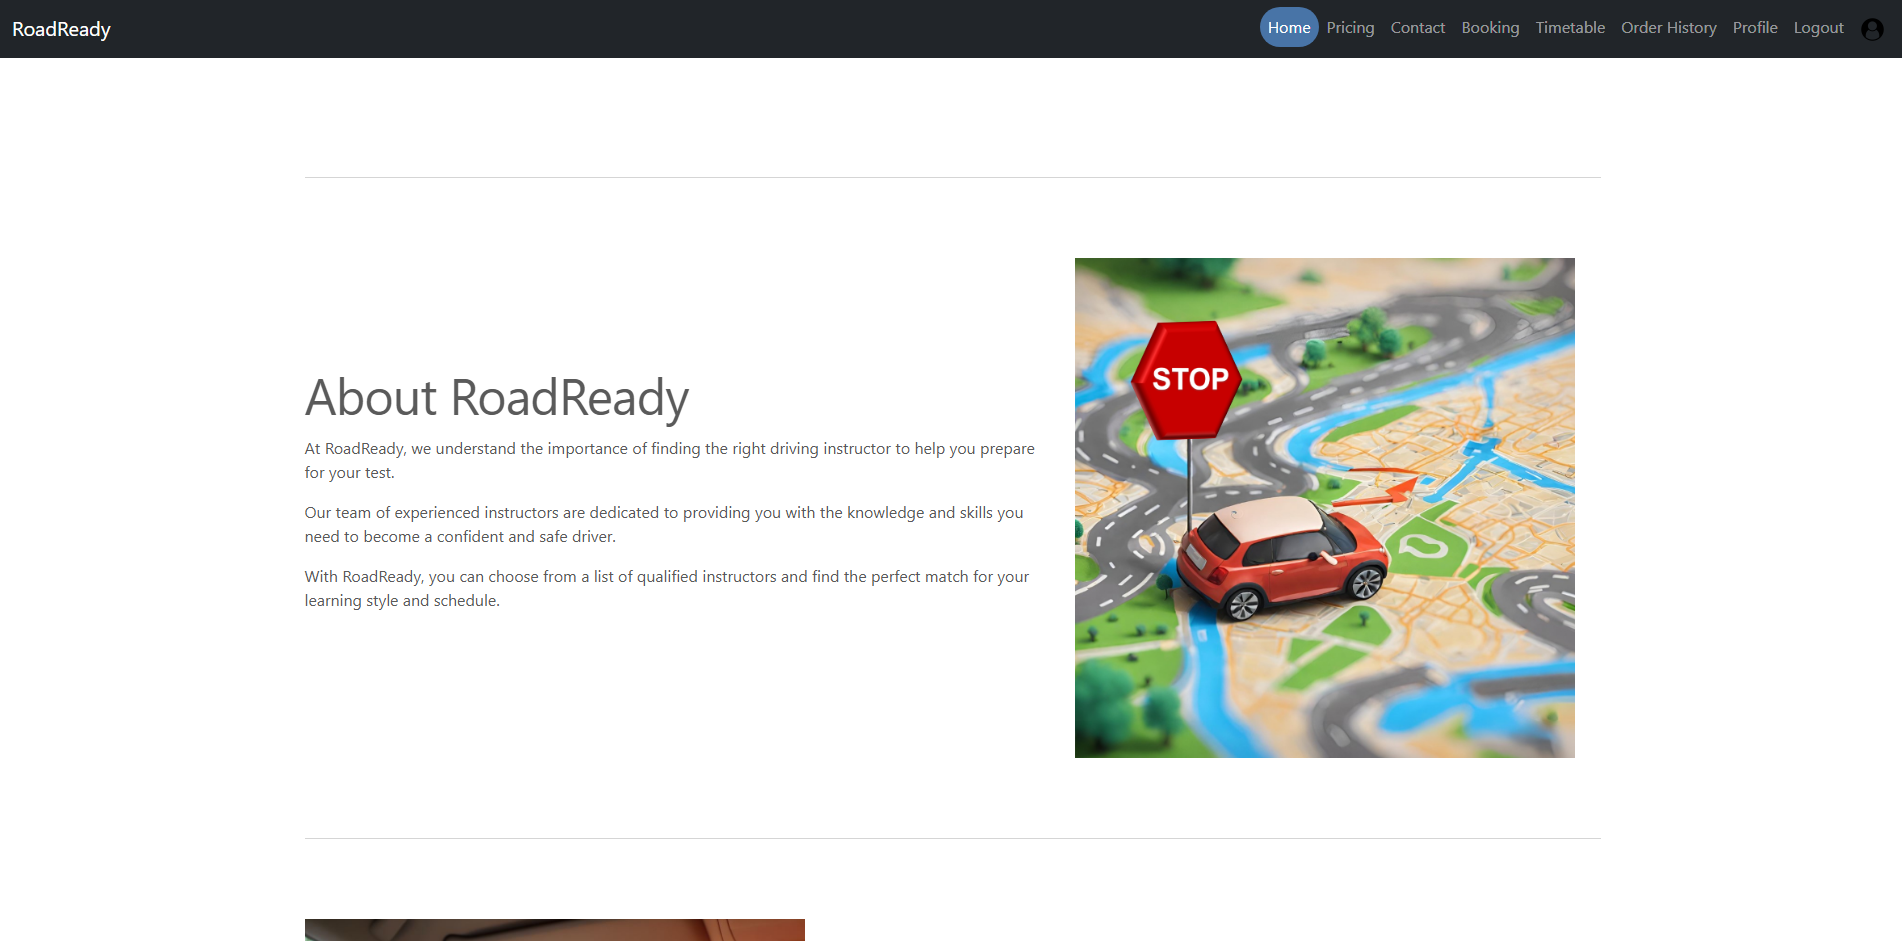 RoadReady
Home Pricing Contact Booking Timetable Order History Profile Logout
About RoadReady
At RoadReady, we understand the importance of finding the right driving instructor to help you prepare
for your test.
Our team of experienced instructors are dedicated to providing you with the knowledge and skills you
need to become a confident and safe driver.
With RoadReady, you can choose from a list of qualified instructors and find the perfect match for your
learning style and schedule.
STOP